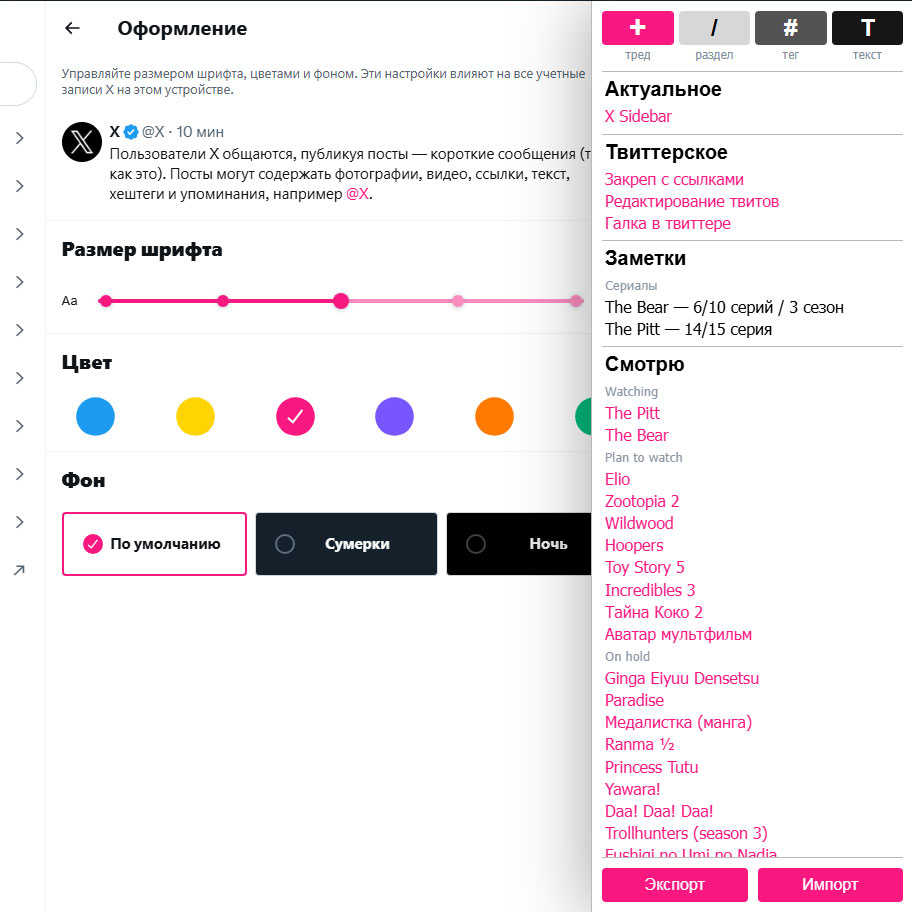 Оформление
Управляйте размером шрифта, цветами и фоном. Эти настройки влияют на все учетные
записи X на этом устройстве.
X @X · 10 мин
Пользователи X общаются, публикуя посты — короткие сообщения (т
как это). Посты могут содержать фотографии, видео, ссылки, текст,
хештеги и упоминания, например @X.
Размер шрифта
Aa
Цвет
Фон
По умолчанию
Сумерки
Ночь
+ / # T
тред раздел тег текст
Актуальное
X Sidebar
Твиттерское
Закреп с ссылками
Редактирование твитов
Галка в твиттере
Заметки
Сериалы
The Bear — 6/10 серий / 3 сезон
The Pitt — 14/15 серия
Смотрю
Watching
The Pitt
The Bear
Plan to watch
Elio
Zootopia 2
Wildwood
Hoopers
Toy Story 5
Incredibles 3
Тайна Коко 2
Аватар мультфильм
On hold
Ginga Eiyuu Densetsu
Paradise
Медалистка (манга)
Ranma ½
Princess Tutu
Yawara!
Daa! Daa! Daa!
Trollhunters (season 3)
Fushigi no Umi no Nadia
Экспорт
Импорт